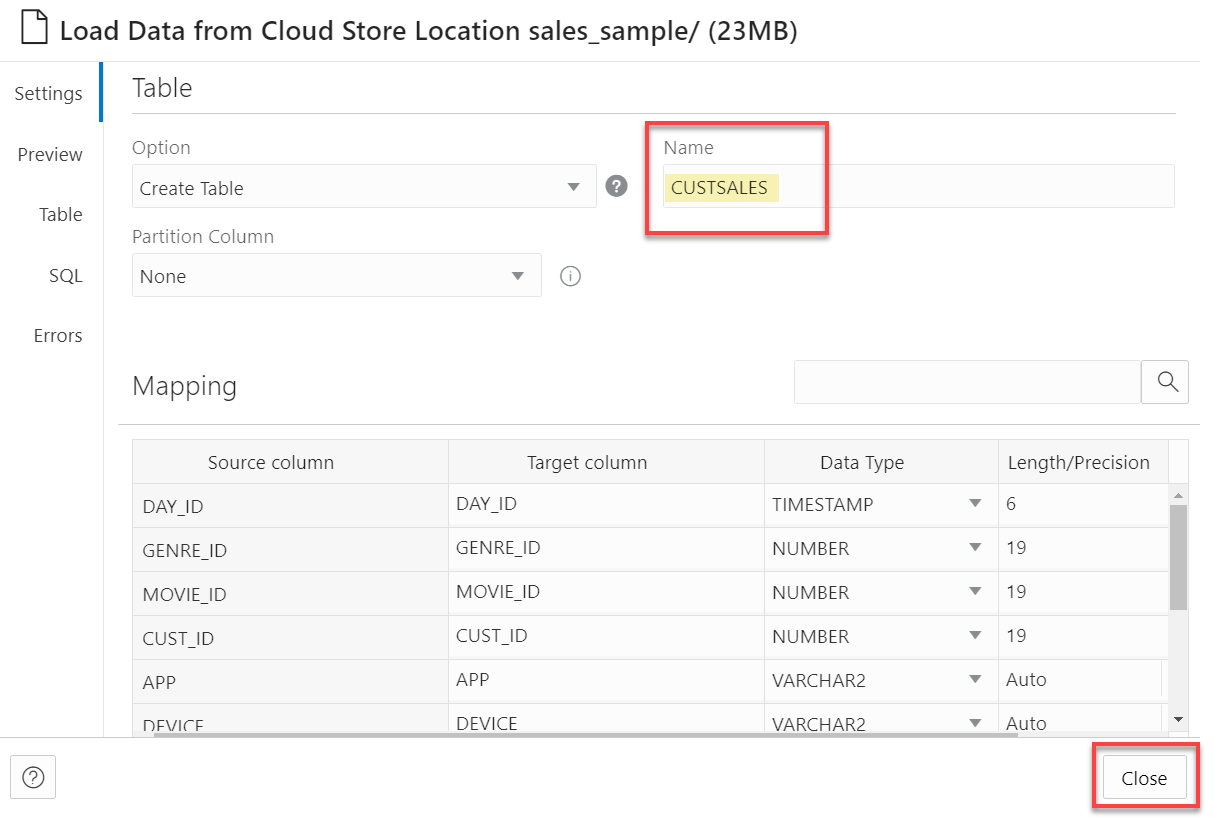 Load Data from Cloud Store Location sales_sample/ (23MB)
Settings
Preview
Table
SQL
Errors
Table
Option
Name
Create Table
?
CUSTSALES
Partition Column
None
i
Mapping
Source column Target column Data Type Length/Precision
DAY_ID DAY_ID TIMESTAMP 6
GENRE_ID GENRE_ID NUMBER 19
MOVIE_ID MOVIE_ID NUMBER 19
CUST_ID CUST_ID NUMBER 19
APP APP VARCHAR2 Auto
DEVICE DEVICE VARCHAR2 Auto
?
Close